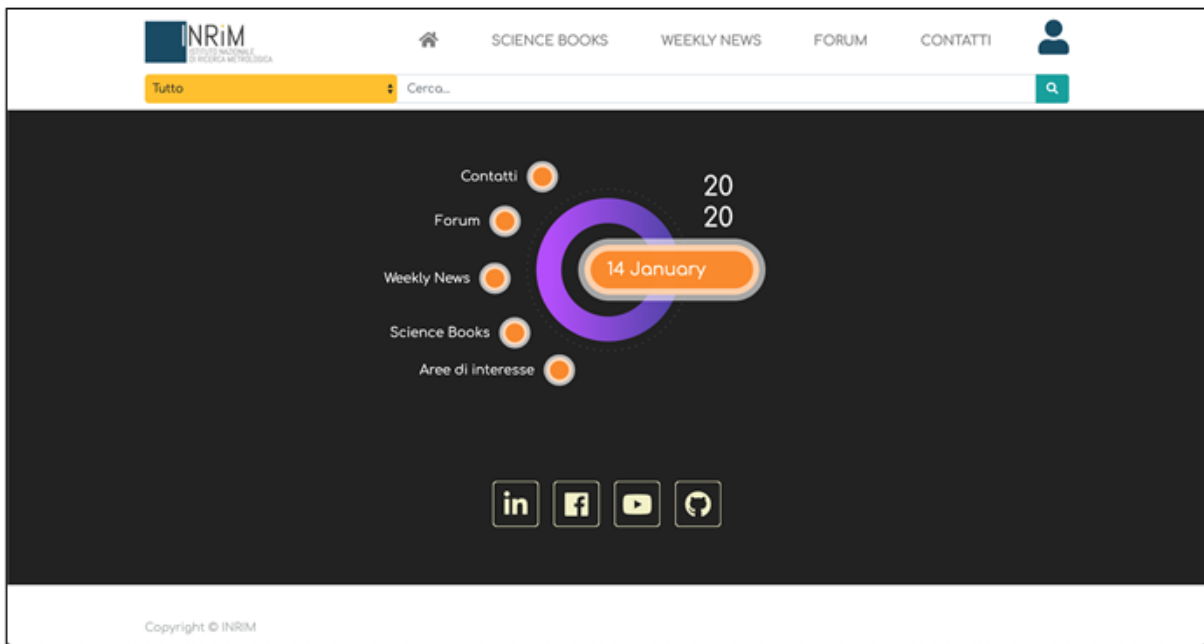 INRiM
ISTITUTO NAZIONALE
DI RICERCA METROLOGICA
SCIENCE BOOKS WEEKLY NEWS FORUM CONTATTI
Tutto Cerca...
Contatti
20
Forum
20
14 January
Weekly News
Science Books
Aree di interesse
in f
Copyright © INRIM